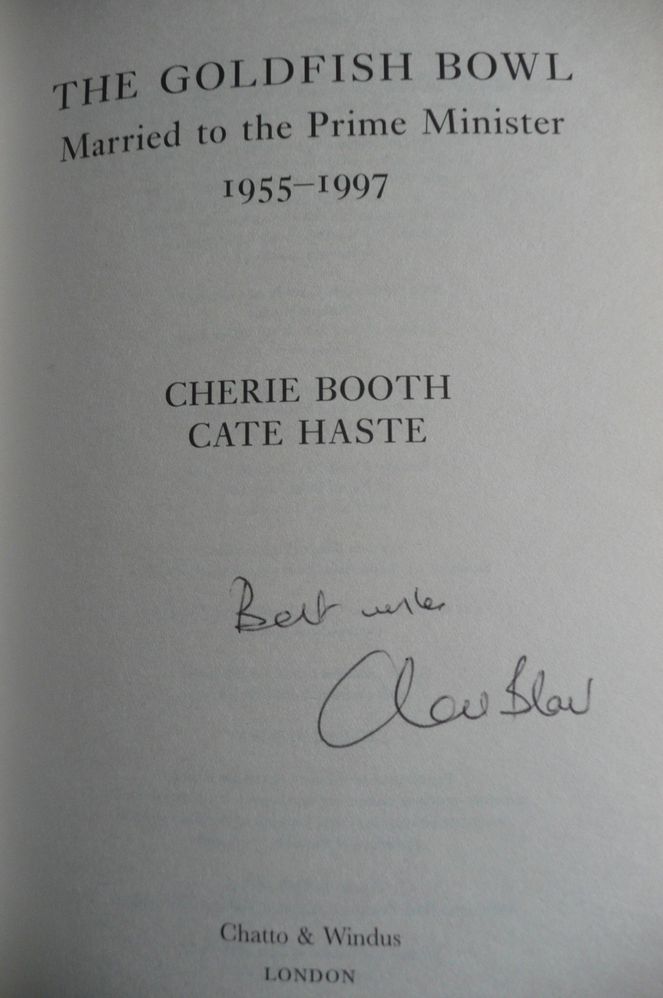 THE GOLDFISH BOWL
Married to the Prime Minister
1955–1997
CHERIE BOOTH
CATE HASTE
Best wishes
Chatto & Windus
LONDON